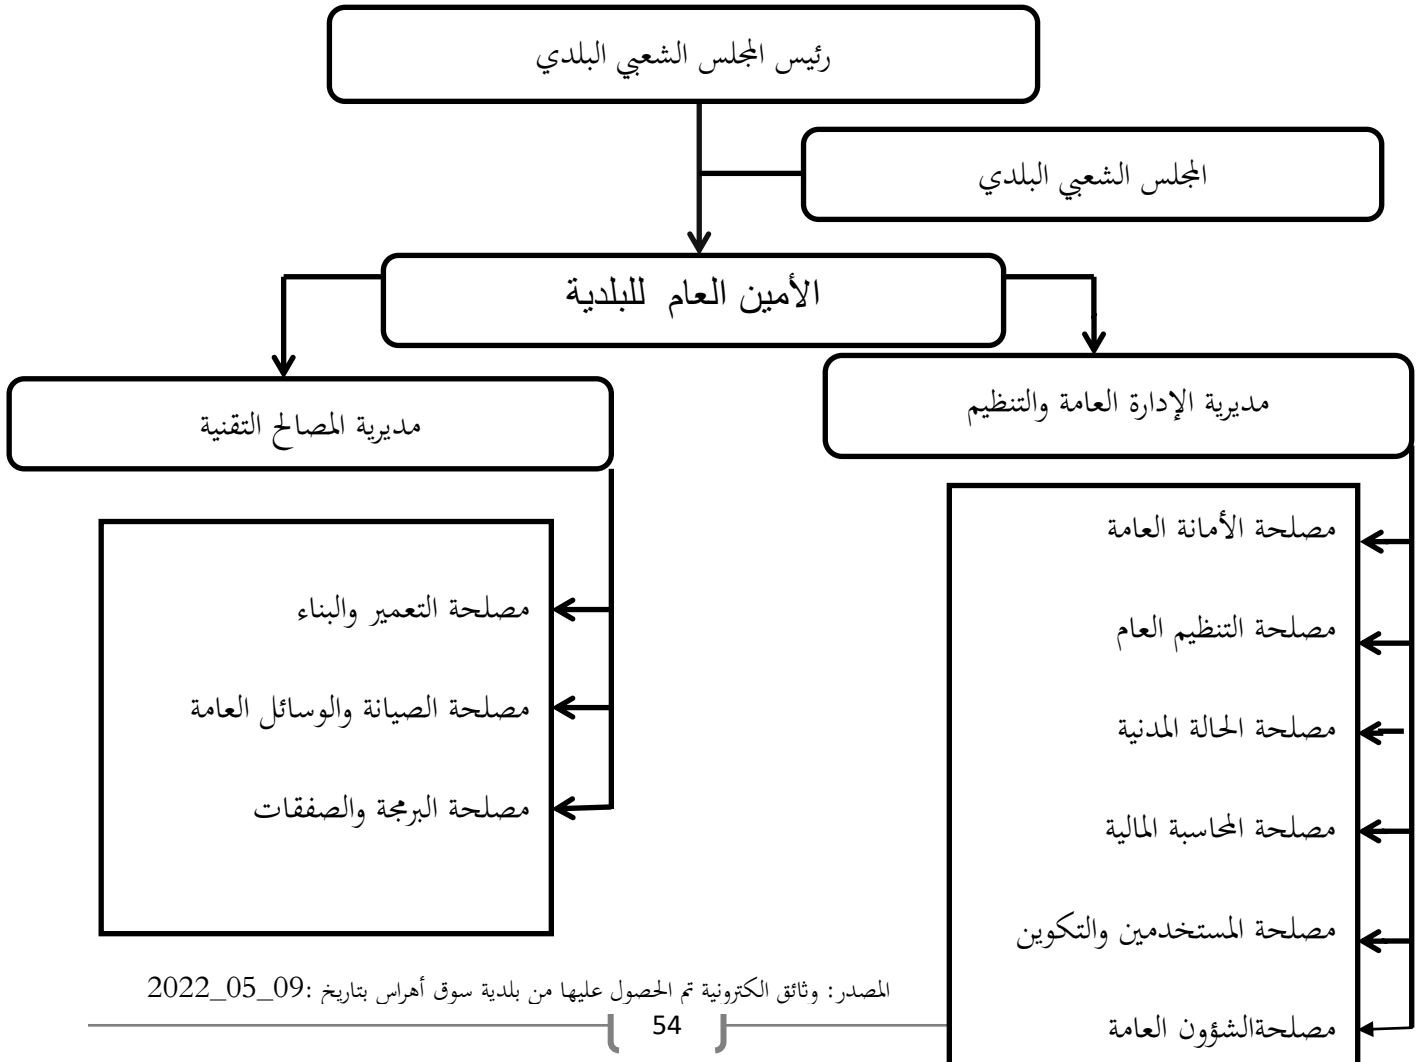 رئيس المجلس الشعبي البلدي
المجلس الشعبي البلدي
الأمين العام للبلدية
مديرية الإدارة العامة والتنظيم
مصلحة الأمانة العامة
مصلحة التنظيم العام
مصلحة الحالة المدنية
مصلحة المحاسبة المالية
مصلحة المستخدمين والتكوين
مصلحةالشؤون العامة
مديرية المصالح التقنية
مصلحة التعمير والبناء
مصلحة الصيانة والوسائل العامة
مصلحة البرمجة والصفقات
المصدر: وثائق الكترونية تم الحصول عليها من بلدية سوق أهراس بتاريخ :09_05_2022
54